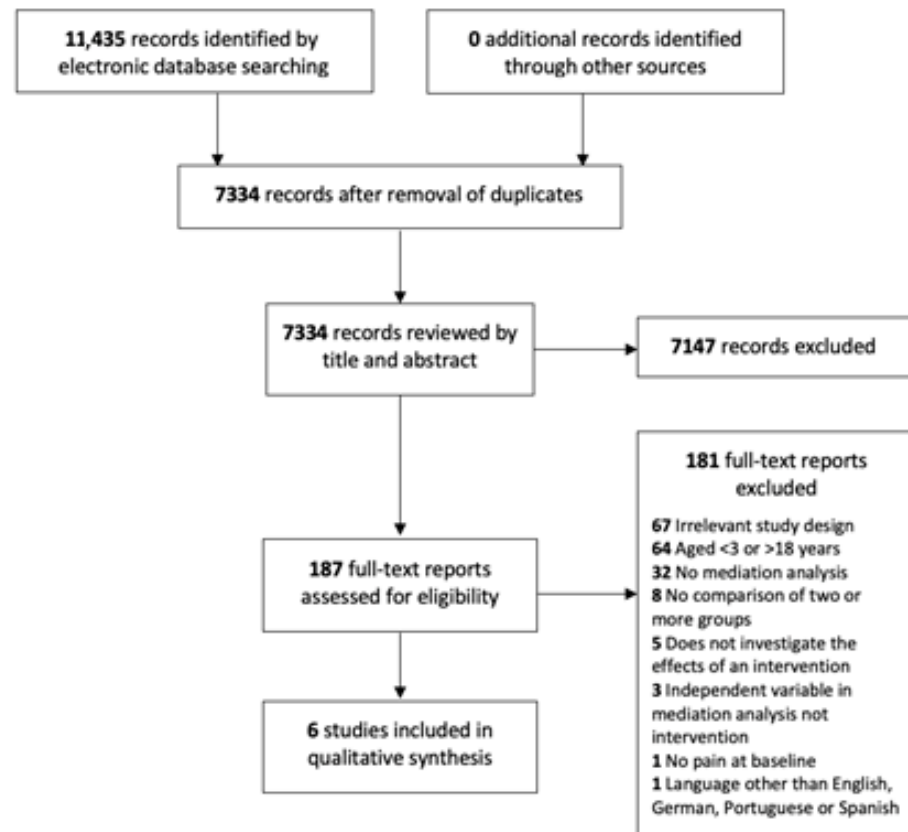 11,435 records identified by
electronic database searching
0 additional records identified
through other sources
7334 records after removal of duplicates
7334 records reviewed by
title and abstract
7147 records excluded
187 full-text reports
assessed for eligibility
181 full-text reports
excluded
67 Irrelevant study design
64 Aged <3 or >18 years
32 No mediation analysis
8 No comparison of two or
more groups
5 Does not investigate the
effects of an intervention
3 Independent variable in
mediation analysis not
intervention
1 No pain at baseline
1 Language other than English,
German, Portuguese or Spanish
6 studies included in
qualitative synthesis